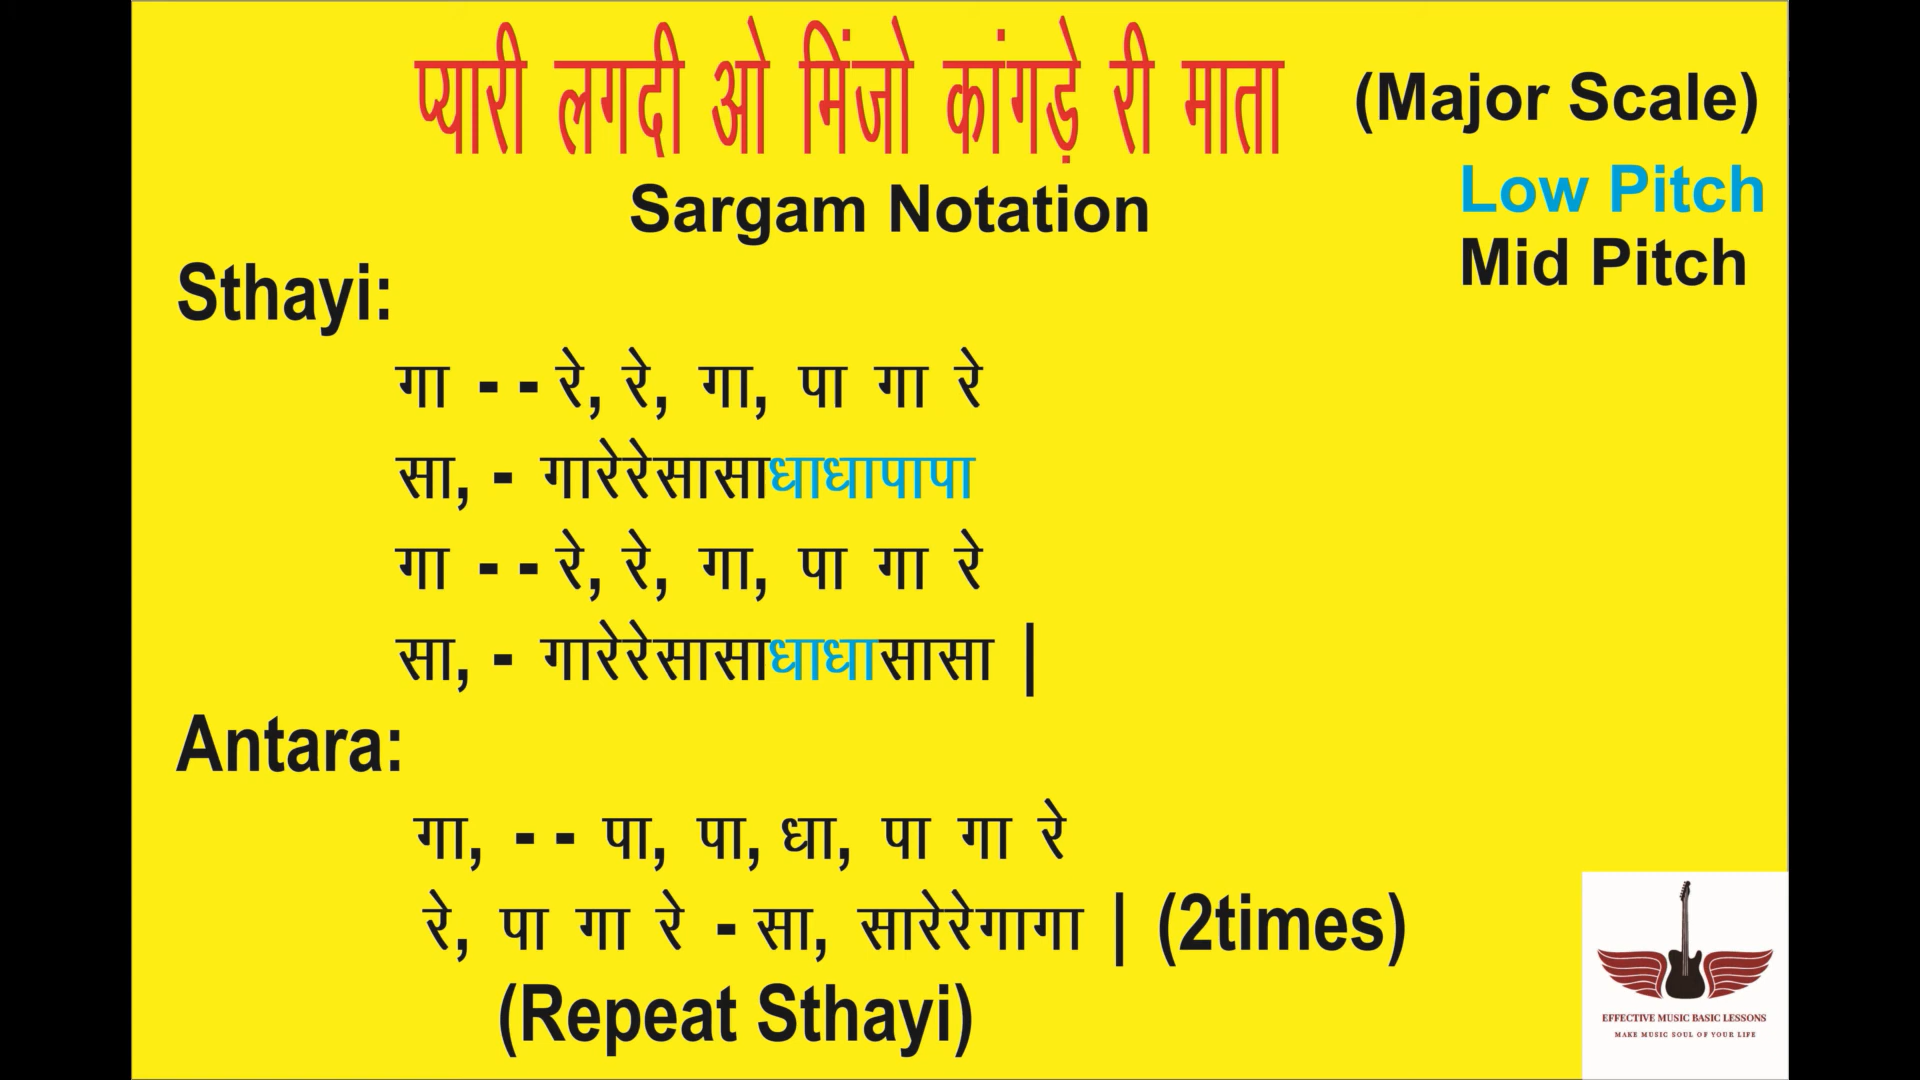 प्यारी लगदी ओ मिंजो कांगड़े री माता
(Major Scale)
Low Pitch
Sargam Notation
Mid Pitch
Sthayi:
गा - - रे, रे, गा, पा गा रे
सा, - गारेरेसासाधाधापापा
गा - - रे, रे, गा, पा गा रे
सा, - गारेरेसासाधाधासासा |
Antara:
गा, - - पा, पा, धा, पा गा रे
रे, पा गा रे - सा, सारेरेगागा | (2times)
(Repeat Sthayi)
EFFECTIVE MUSIC BASIC LESSONS
MAKE MUSIC SOUL OF YOUR LIFE